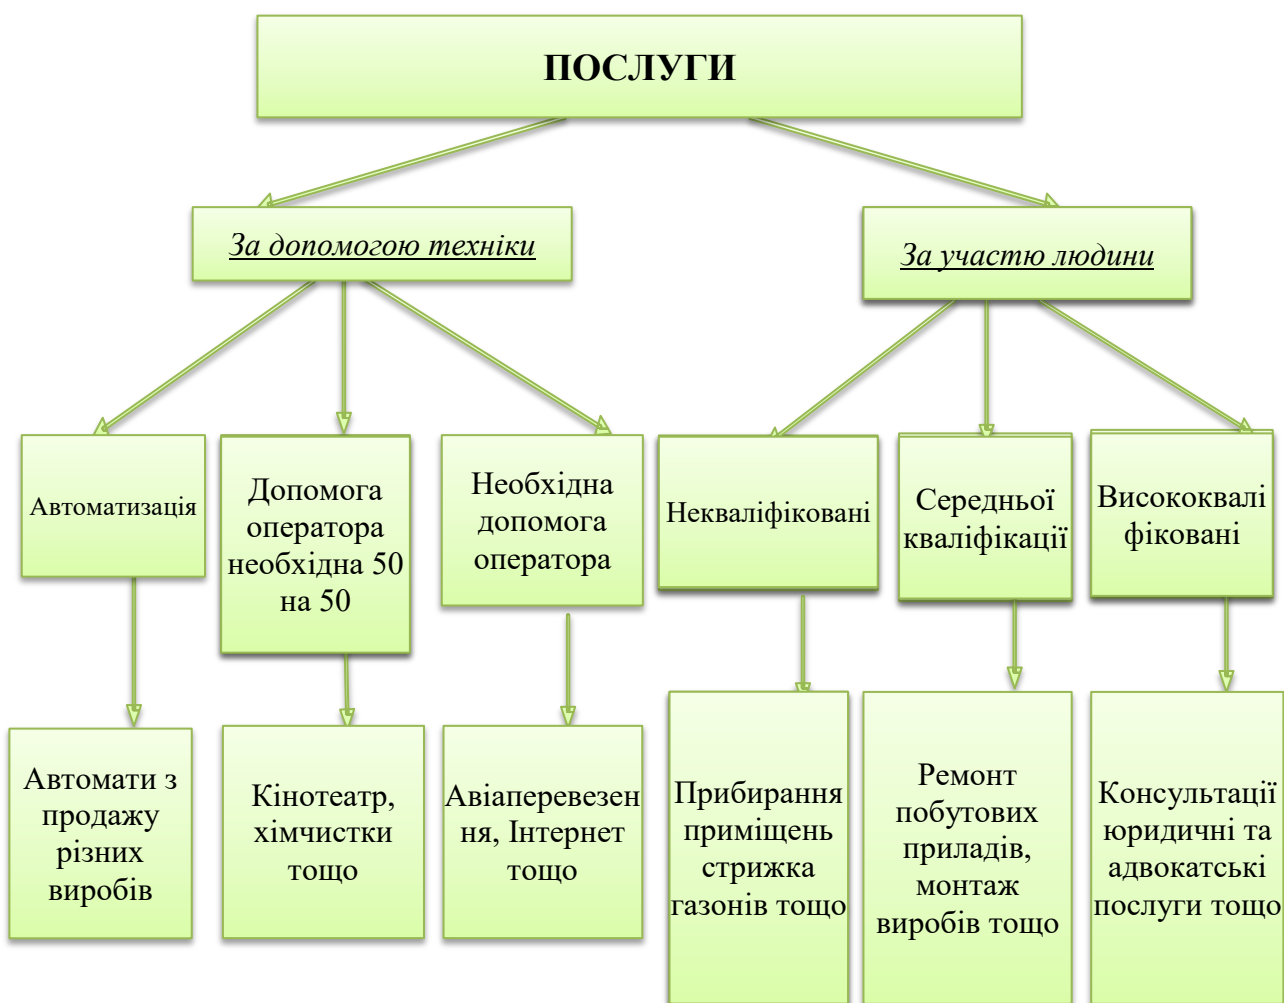 ПОСЛУГИ
За допомогою техніки
За участю людини
Автоматизація
Допомога
оператора
необхідна 50
на 50
Необхідна
допомога
оператора
Некваліфіковані
Середньої
кваліфікації
Висококвалі
фіковані
Автомати з
продажу
різних
виробів
Кінотеатр,
хімчистки
тощо
Авіаперевезен
ня, Інтернет
тощо
Прибирання
приміщень
стрижка
газонів тощо
Ремонт
побутових
приладів,
монтаж
виробів тощо
Консультації
юридичні та
адвокатські
послуги тощо